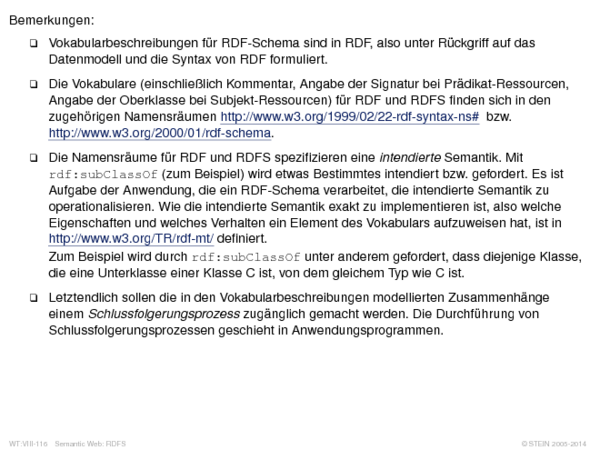 Bemerkungen:
❑ Vokabularbeschreibungen für RDF-Schema sind in RDF, also unter Rückgriff auf das
Datenmodell und die Syntax von RDF formuliert.
❑ Die Vokabulare (einschließlich Kommentar, Angabe der Signatur bei Prädikat-Ressourcen,
Angabe der Oberklasse bei Subjekt-Ressourcen) für RDF und RDFS finden sich in den
zugehörigen Namensräumen http://www.w3.org/1999/02/22-rdf-syntax-ns# bzw.
http://www.w3.org/2000/01/rdf-schema.
❑ Die Namensräume für RDF und RDFS spezifizieren eine intendierte Semantik. Mit
rdf:subClassOf (zum Beispiel) wird etwas Bestimmtes intendiert bzw. gefordert. Es ist
Aufgabe der Anwendung, die ein RDF-Schema verarbeitet, die intendierte Semantik zu
operationalisieren. Wie die intendierte Semantik exakt zu implementieren ist, also welche
Eigenschaften und welches Verhalten ein Element des Vokabulars aufzuweisen hat, ist in
http://www.w3.org/TR/rdf-mt/ definiert.
Zum Beispiel wird durch rdf:subClassOf unter anderem gefordert, dass diejenige Klasse,
die eine Unterklasse einer Klasse C ist, von dem gleichem Typ wie C ist.
❑ Letztendlich sollen die in den Vokabularbeschreibungen modellierten Zusammenhänge
einem Schlussfolgerungsprozess zugänglich gemacht werden. Die Durchführung von
Schlussfolgerungsprozessen geschieht in Anwendungsprogrammen.
WT:VIII-116 Semantic Web: RDFS © STEIN 2005-2014